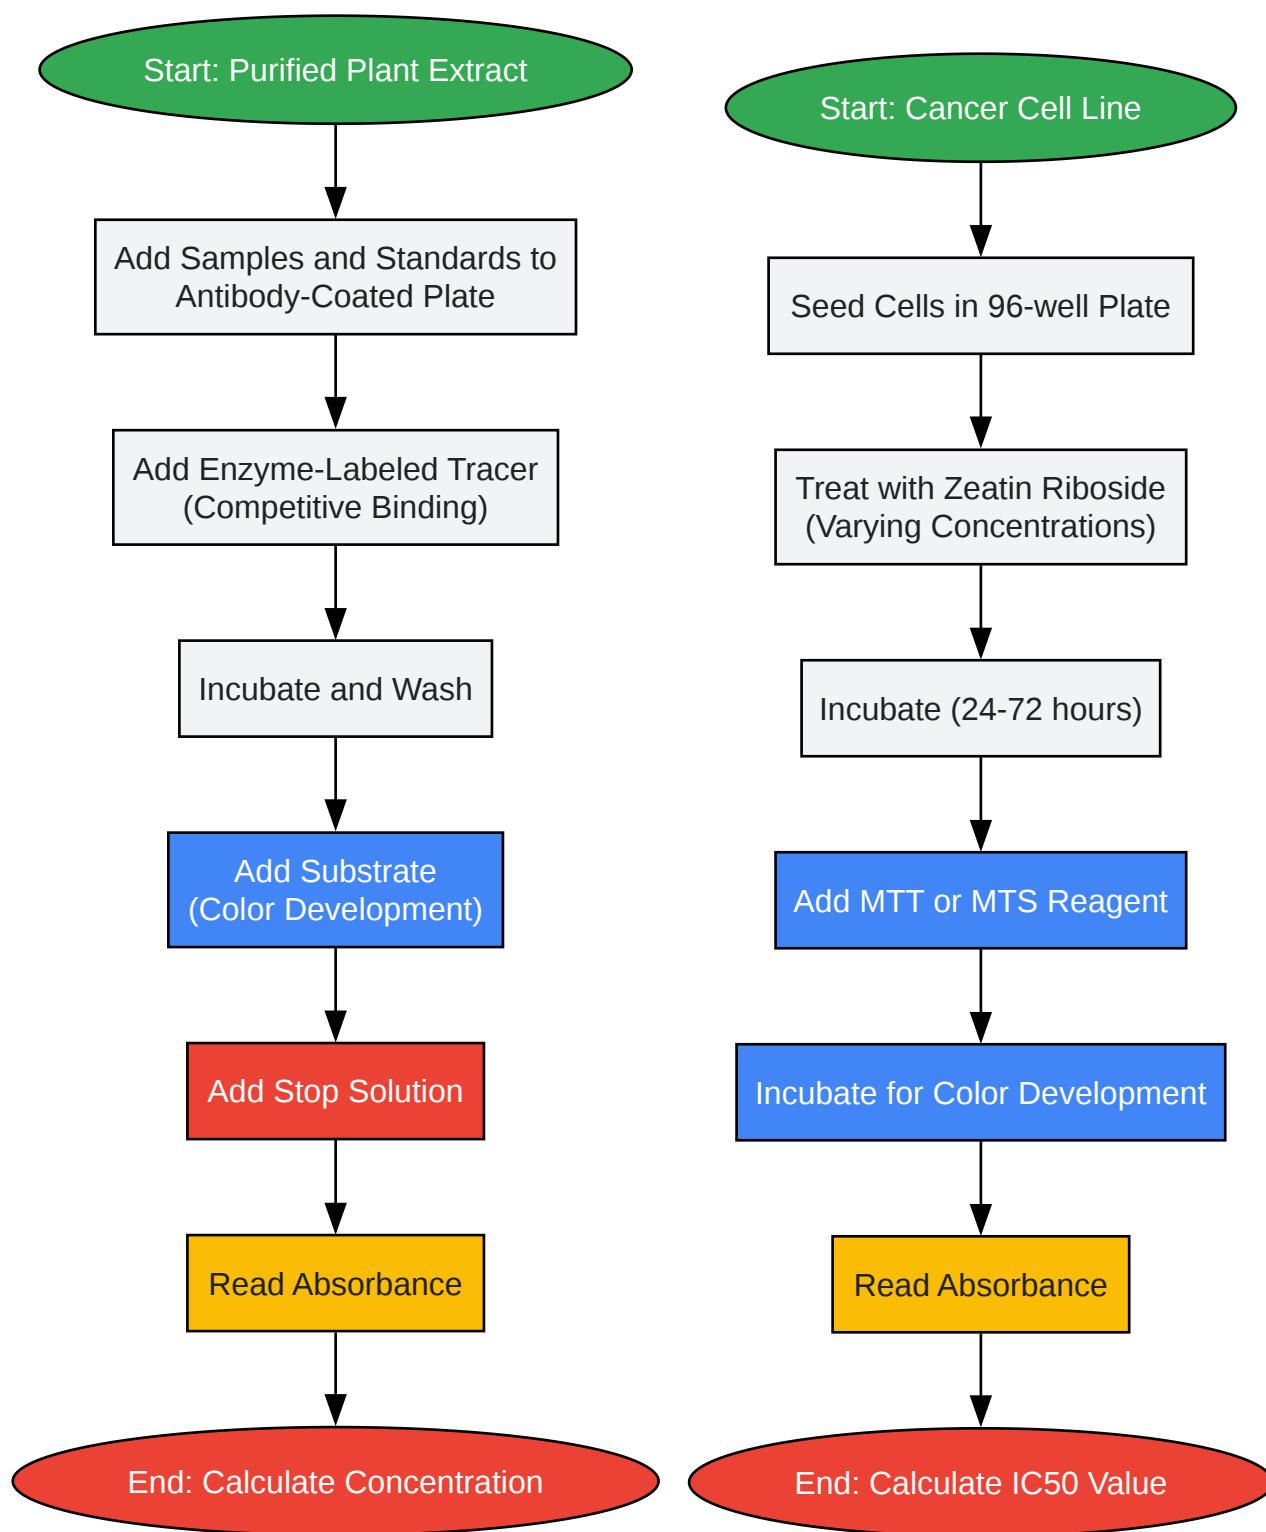 Start: Purified Plant Extract
Add Samples and Standards to
Antibody-Coated Plate
Add Enzyme-Labeled Tracer
(Competitive Binding)
Incubate and Wash
Add Substrate
(Color Development)
Add Stop Solution
Read Absorbance
End: Calculate Concentration
Start: Cancer Cell Line
Seed Cells in 96-well Plate
Treat with Zeatin Riboside
(Varying Concentrations)
Incubate (24-72 hours)
Add MTT or MTS Reagent
Incubate for Color Development
Read Absorbance
End: Calculate IC50 Value